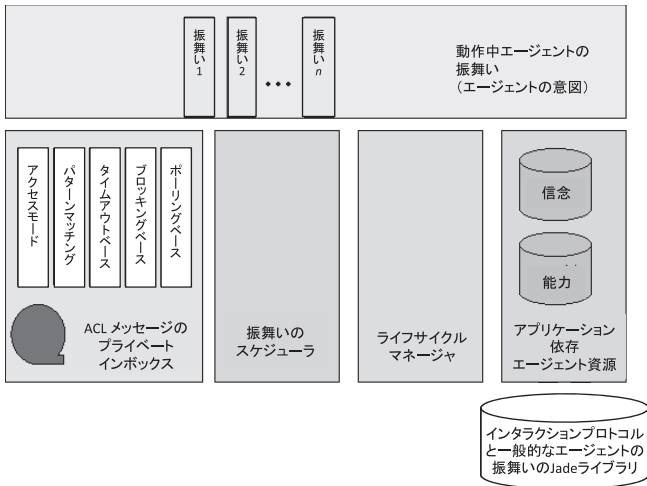 振舞い1
振舞い2
•••
振舞いn
動作中エージェントの
振舞い
(エージェントの意図)
アクセスモード
パターンマッチング
タイムアウトベース
ブロッキングベース
ポーリングベース
ACL メッセージの
プライベート
インボックス
振舞いの
スケジューラ
ライフサイクル
マネージャ
信念
能力
アプリケーション
依存
エージェント資源
インタラクションプロトコル
と一般的なエージェントの
振舞いのJadeライブラリ